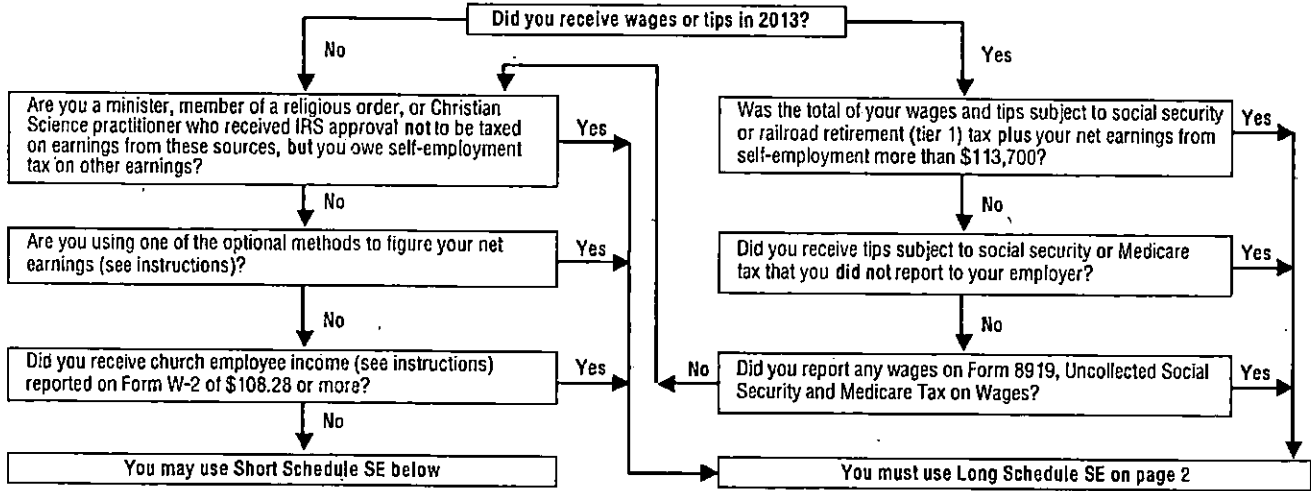 Did you receive wages or tips in 2013?
No
Yes
Are you a minister, member of a religious order, or Christian
Science practitioner who received IRS approval not to be taxed
on earnings from these sources, but you owe self-employment
tax on other earnings?
Yes
Was the total of your wages and tips subject to social security
or railroad retirement (tier 1) tax plus your net earnings from
self-employment more than $113,700?
Yes
No
No
Are you using one of the optional methods to figure your net
earnings (see instructions)?
Yes
Did you receive tips subject to social security or Medicare
tax that you did not report to your employer?
Yes
No
No
Did you receive church employee income (see instructions)
reported on Form W-2 of $108.28 or more?
Yes
No
Did you report any wages on Form 8919, Uncollected Social
Security and Medicare Tax on Wages?
Yes
No
You may use Short Schedule SE below
You must use Long Schedule SE on page 2